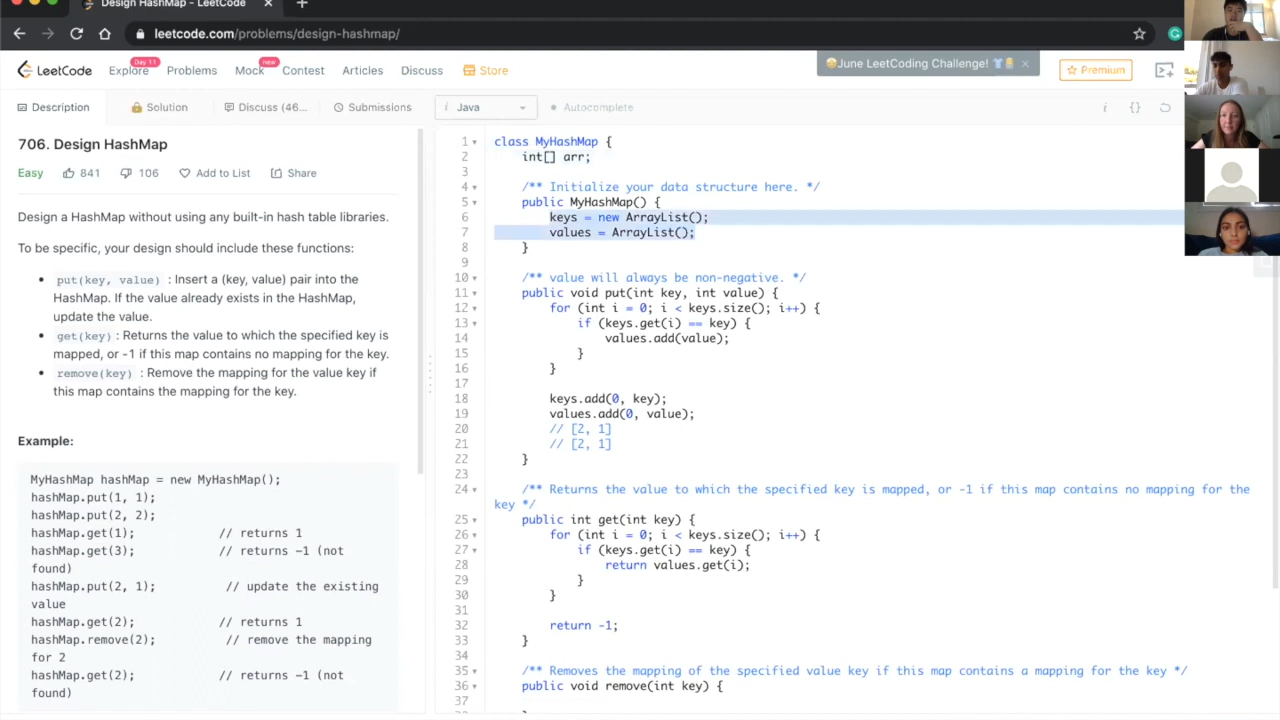 Design HashMap - LeetCode
leetcode.com/problems/design-hashmap/
LeetCode Explore Day 11 Problems Mock new Contest Articles Discuss Store June LeetCoding Challenge! Premium
Description Solution Discuss (46... Submissions i Java Autocomplete
706. Design HashMap
Easy 841 106 Add to List Share
Design a HashMap without using any built-in hash table libraries.
To be specific, your design should include these functions:
put(key, value) : Insert a (key, value) pair into the
HashMap. If the value already exists in the HashMap,
update the value.
get(key) : Returns the value to which the specified key is
mapped, or -1 if this map contains no mapping for the key.
remove(key) : Remove the mapping for the value key if
this map contains the mapping for the key.
Example:
MyHashMap hashMap = new MyHashMap();
hashMap.put(1, 1);
hashMap.put(2, 2);
hashMap.get(1); // returns 1
hashMap.get(3); // returns -1 (not
found)
hashMap.put(2, 1); // update the existing
value
hashMap.get(2); // returns 1
hashMap.remove(2); // remove the mapping
for 2
hashMap.get(2); // returns -1 (not
found)
1 class MyHashMap {
2 int[] arr;
3
4 /** Initialize your data structure here. */
5 public MyHashMap() {
6 keys = new ArrayList();
7 values = ArrayList();
8 }
9
10 /** value will always be non-negative. */
11 public void put(int key, int value) {
12 for (int i = 0; i < keys.size(); i++) {
13 if (keys.get(i) == key) {
14 values.add(value);
15 }
16 }
17
18 keys.add(0, key);
19 values.add(0, value);
20 // [2, 1]
21 // [2, 1]
22 }
23
24 /** Returns the value to which the specified key is mapped, or -1 if this map contains no mapping for the
key */
25 public int get(int key) {
26 for (int i = 0; i < keys.size(); i++) {
27 if (keys.get(i) == key) {
28 return values.get(i);
29 }
30 }
31
32 return -1;
33 }
34
35 /** Removes the mapping of the specified value key if this map contains a mapping for the key */
36 public void remove(int key) {
37